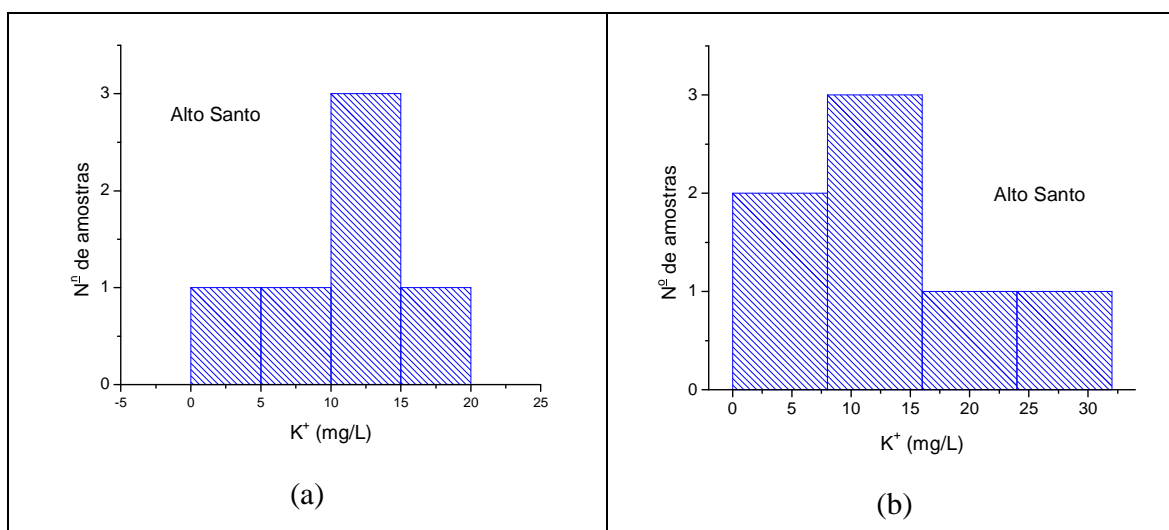 3
2
1
0
Alto Santo
Nⁿ de amostras
-5 0 5 10 15 20 25
K⁺ (mg/L)
(a)
3
2
1
0
Alto Santo
Nº de amostras
0 5 10 15 20 25 30
K⁺ (mg/L)
(b)